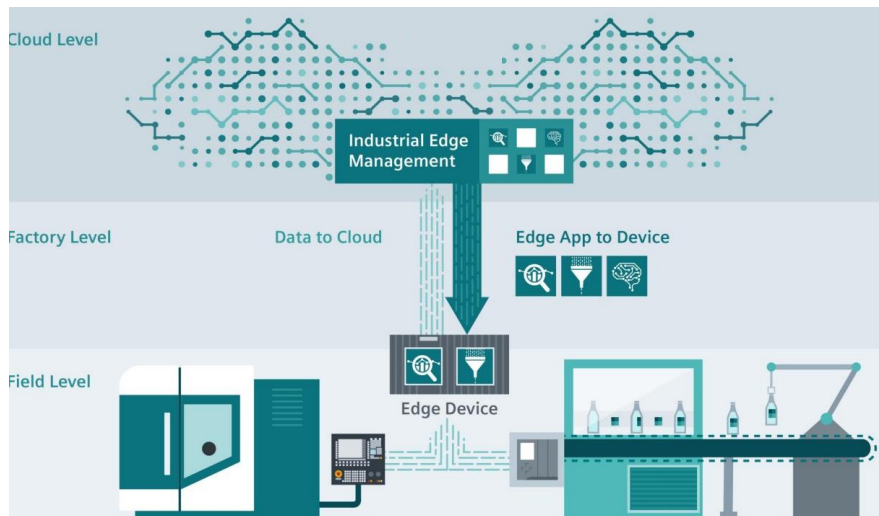 Cloud Level
Industrial Edge
Management
Factory Level
Data to Cloud
Edge App to Device
Field Level
Edge Device